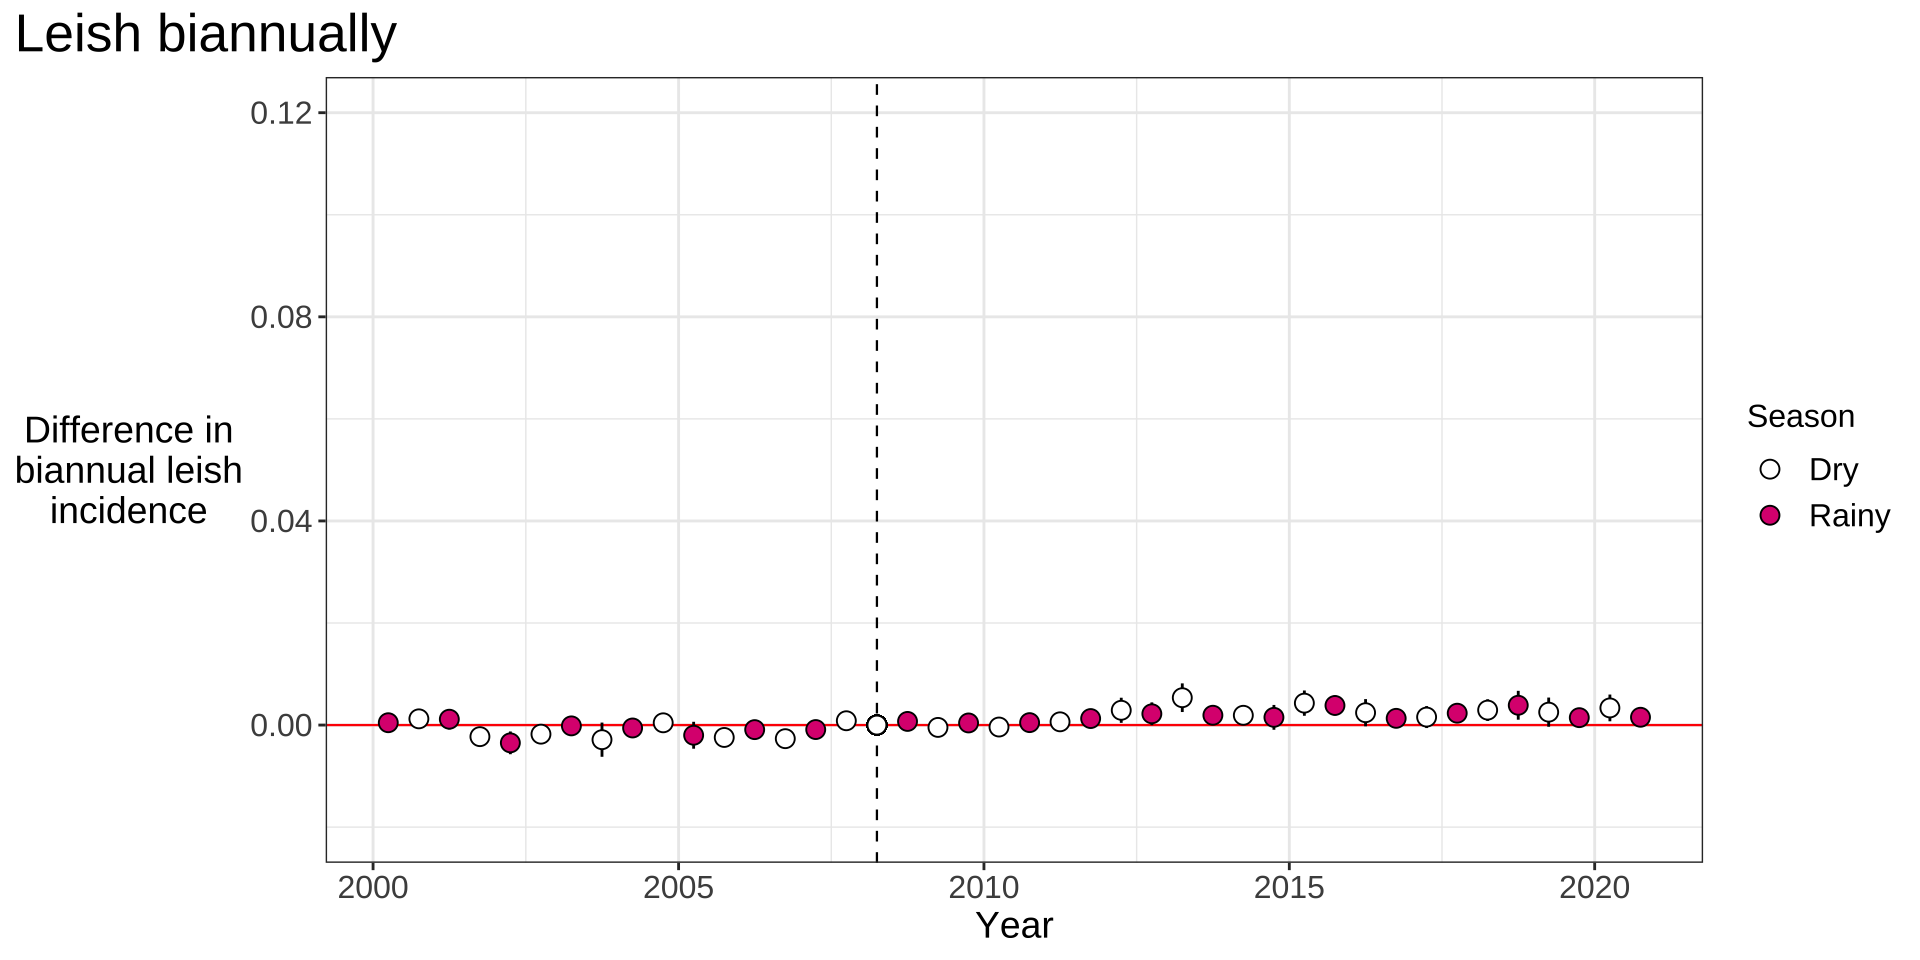 Leish biannually
0.12
0.08
0.04
0.00
Difference in
biannual leish
incidence
2000 2005 2010 2015 2020
Year
Season
Dry
Rainy